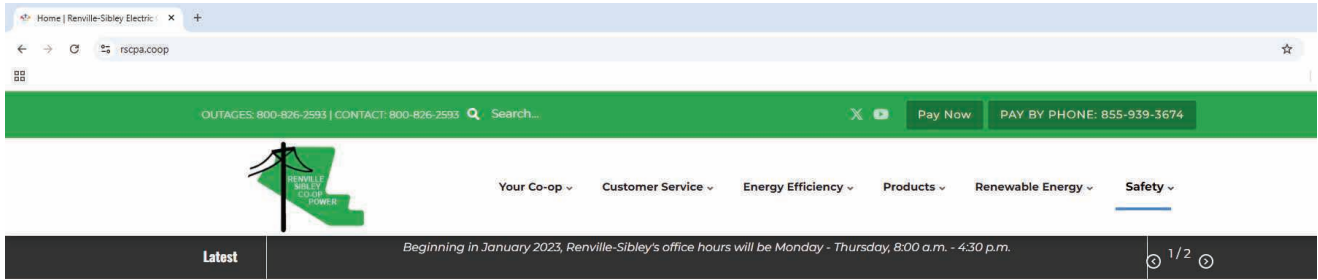 Home | Renville-Sibley Electric
rscpa.coop
OUTAGES: 800-826-2593 | CONTACT: 800-826-2593 Search... Pay Now PAY BY PHONE: 855-939-3674
RENVILLE
SIBLEY
CO-OP
POWER
Your Co-op Customer Service Energy Efficiency Products Renewable Energy Safety
Latest Beginning in January 2023, Renville-Sibley's office hours will be Monday - Thursday, 8:00 a.m. - 4:30 p.m. 1/2